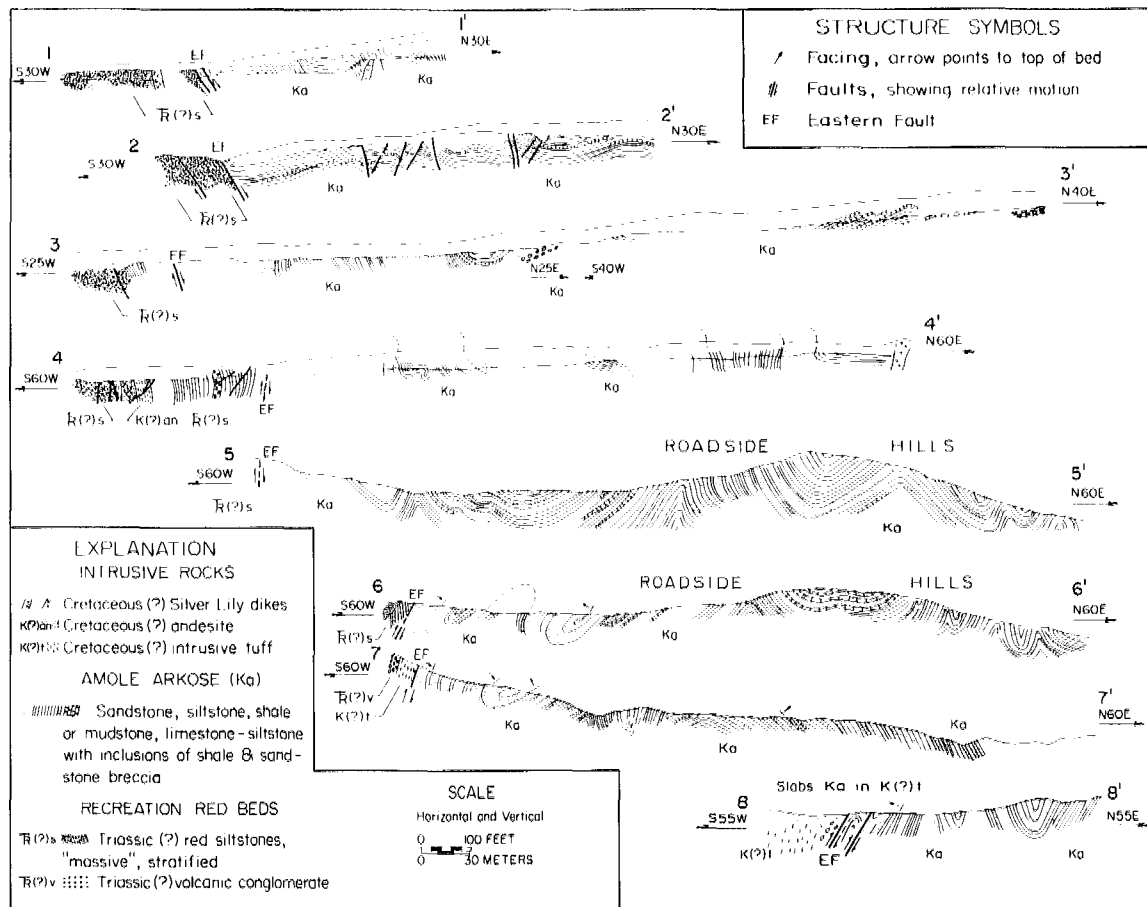 STRUCTURE SYMBOLS
Facing, arrow points to top of bed
Faults, showing relative motion
EF Eastern Fault
1
EF
1'
N30E
S30W
Ka
Ka
T̅R(?)s
2
EF
2'
N30E
S30W
Ka
Ka
T̅R(?)s
3'
N40E
3
EF
S25W
Ka
N25E
S40W
Ka
Ka
T̅R(?)s
4
4'
N60E
S60W
Ka
Ka
T̅R(?)s
K(?)an
T̅R(?)s
EF
5
EF
ROADSIDE HILLS
5'
N60E
S60W
T̅R(?)s
Ka
Ka
6
EF
ROADSIDE HILLS
6'
N60E
S60W
T̅R(?)s
Ka
Ka
7
EF
S60W
7'
N60E
T̅R(?)v
K(?)t
Ka
Ka
Ka
Slabs Ka in K(?)t
8
8'
S55W
N55E
EF
Ka
Ka
EXPLANATION
INTRUSIVE ROCKS
Cretaceous (?) Silver Lily dikes
K(?)an Cretaceous (?) andesite
K(?)t Cretaceous (?) intrusive tuff
AMOLE ARKOSE (Ka)
Sandstone, siltstone, shale
or mudstone, limestone-siltstone
with inclusions of shale & sand-
stone breccia
RECREATION RED BEDS
T̅R(?)s Triassic (?) red siltstones,
"massive", stratified
T̅R(?)v Triassic (?) volcanic conglomerate
SCALE
Horizontal and Vertical
0 100 FEET
0 30 METERS